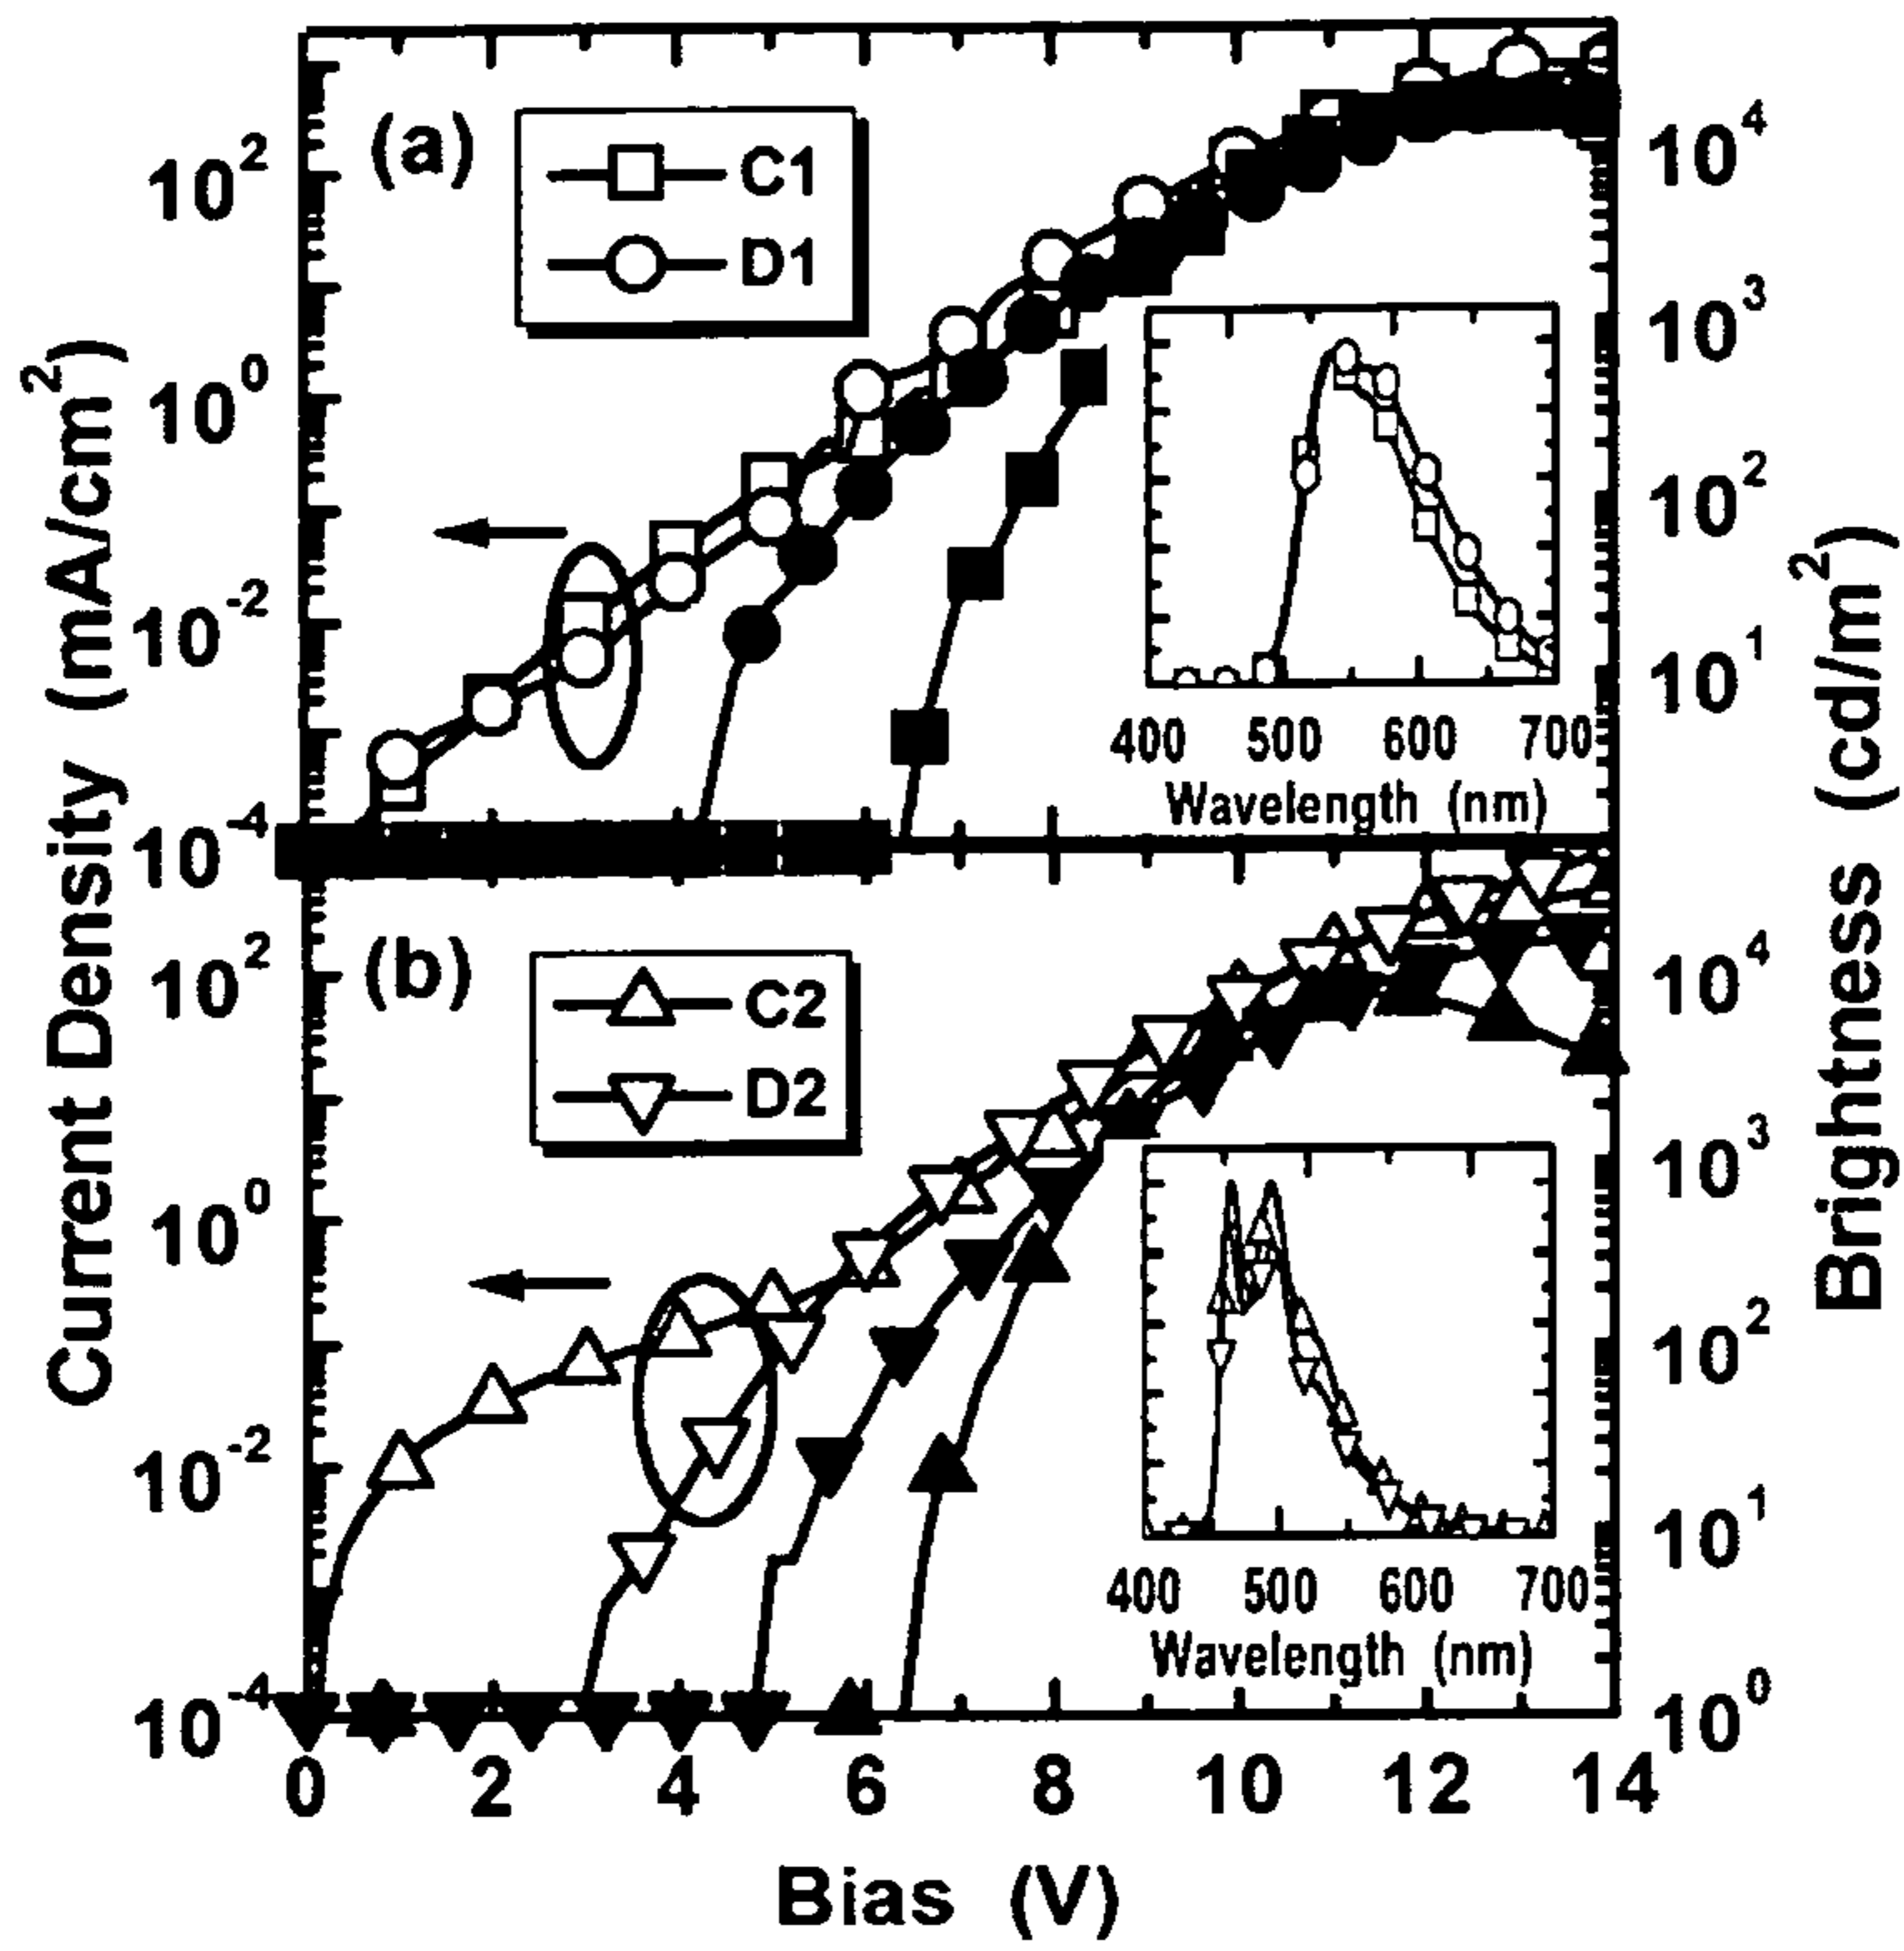 (a)
C1
D1
10^2
10^0
10^-2
10^-4
10^4
10^3
10^2
10^1
400 500 600 700
Wavelength (nm)
Current Density (mA/cm^2)
Brightness (cd/m^2)
(b)
C2
D2
10^2
10^0
10^-2
10^-4
10^4
10^3
10^2
10^1
10^0
400 500 600 700
Wavelength (nm)
0 2 4 6 8 10 12 14
Bias (V)